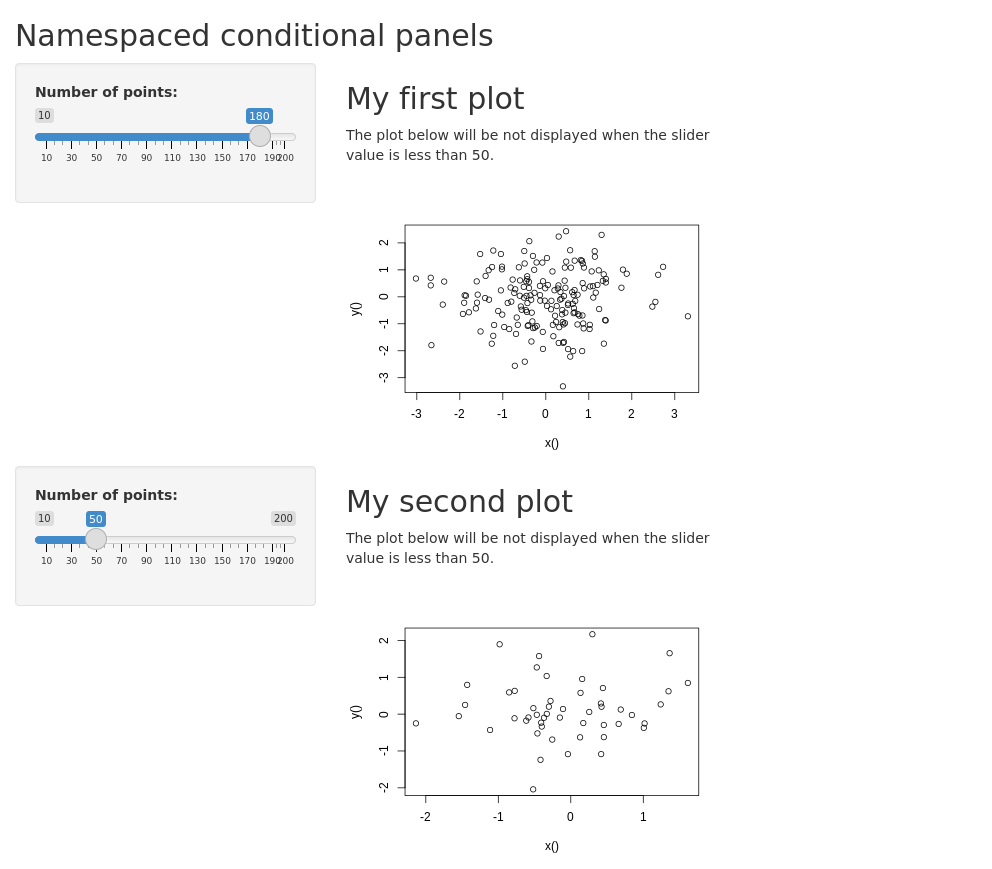 Namespaced conditional panels
Number of points:
10 180
10 30 50 70 90 110 130 150 170 190 200
My first plot
The plot below will be not displayed when the slider
value is less than 50.
2
1
0
-1
-2
-3
y()
-3 -2 -1 0 1 2 3
x()
Number of points:
10 50 200
10 30 50 70 90 110 130 150 170 190 200
My second plot
The plot below will be not displayed when the slider
value is less than 50.
2
1
0
-1
-2
y()
-2 -1 0 1
x()